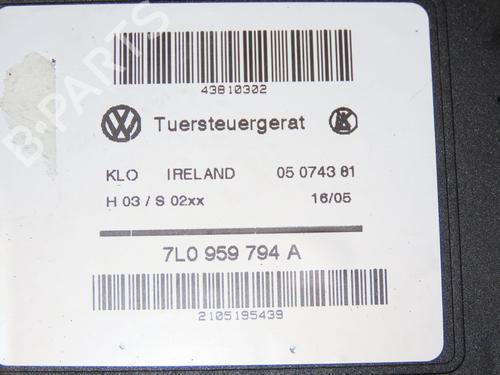 43810302
Tuersteuergerat
KLO IRELAND 05 0743 81
H 03 / S 02xx 16/05
7L0 959 794 A
2105195439
B-PARTS